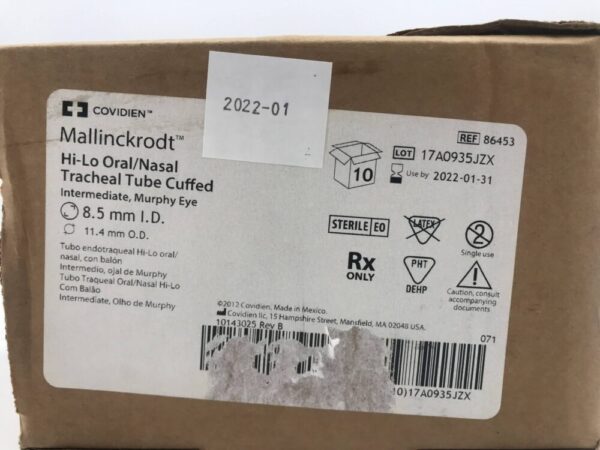 2022-01
COVIDIEN™
Mallinckrodt™
Hi-Lo Oral/Nasal
Tracheal Tube Cuffed
Intermediate, Murphy Eye
8.5 mm I.D.
11.4 mm O.D.
Tubo endotraqueal Hi-Lo oral/
nasal, con balón
Intermedio, ojal de Murphy
Tubo Traqueal Oral/Nasal Hi-Lo
Com Balão
Intermediate, Olho de Murphy
REF 86453
10
LOT 17A0935JZX
Use by 2022-01-31
STERILE EO
LATEX
2
Single use
Rx
ONLY
PHT
DEHP
Caution, consult
accompanying
documents
©2012 Covidien. Made in Mexico.
Covidien llc, 15 Hampshire Street, Mansfield, MA 02048 USA.
10143025 Rev B
071
10)17A0935JZX